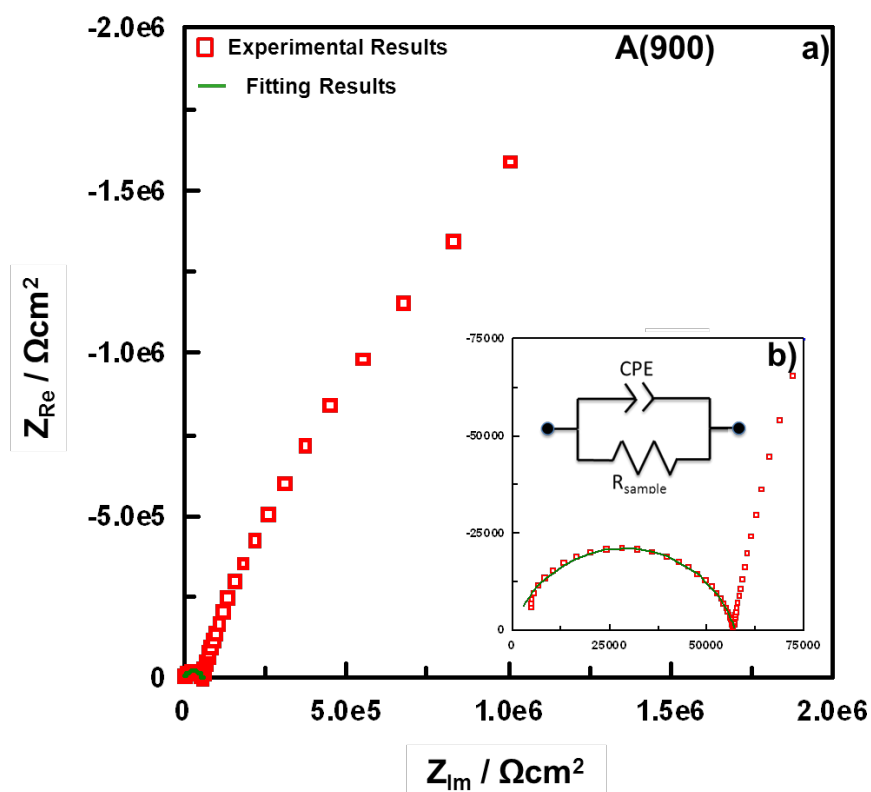 -2.0e6
Experimental Results
A(900)
a)
Fitting Results
-1.5e6
-1.0e6
-5.0e5
0
Z_Re / Ωcm²
-75000
b)
CPE
-50000
R_sample
-25000
0
0 25000 50000 75000
0 5.0e5 1.0e6 1.5e6 2.0e6
Z_Im / Ωcm²